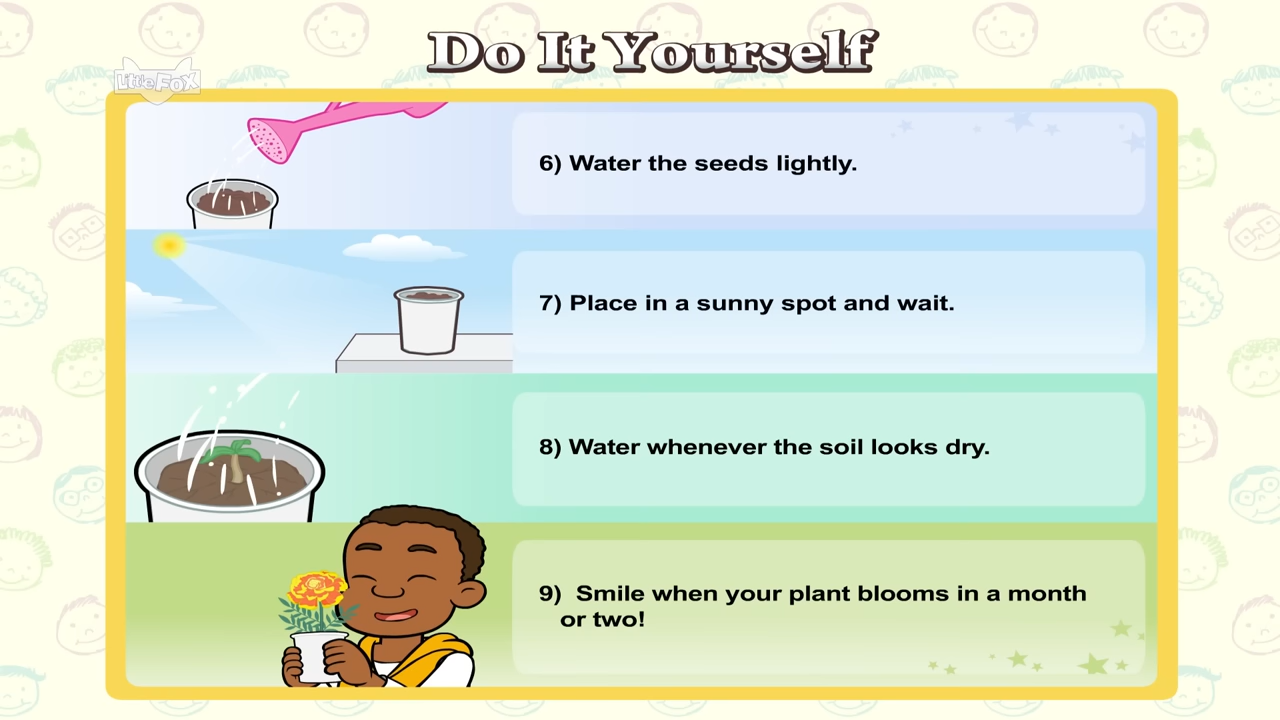 Do It Yourself
Little Fox
6) Water the seeds lightly.
7) Place in a sunny spot and wait.
8) Water whenever the soil looks dry.
9) Smile when your plant blooms in a month
or two!